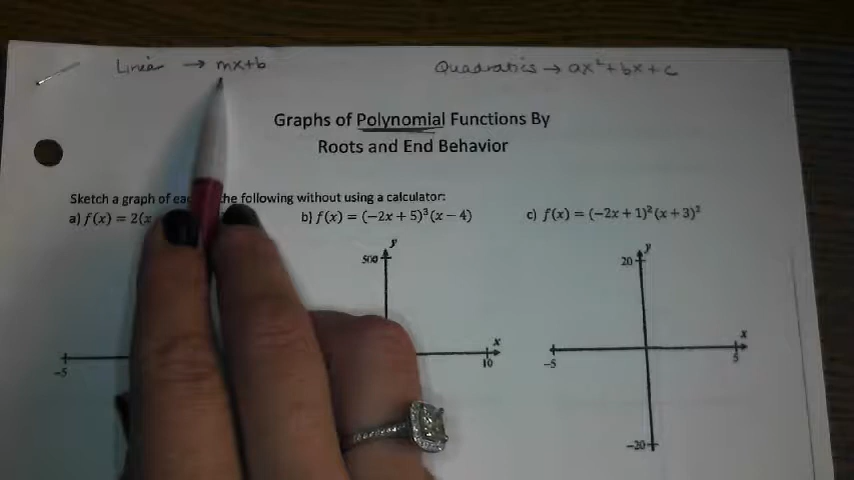 Linear → mx+b
Quadratics → ax²+bx+c
Graphs of Polynomial Functions By
Roots and End Behavior
Sketch a graph of the following without using a calculator:
a) f(x) = 2(x
b) f(x) = (−2x + 5)³(x − 4)
c) f(x) = (−2x + 1)²(x + 3)²
y
500
x
-5
10
y
20
x
-5
5
-20